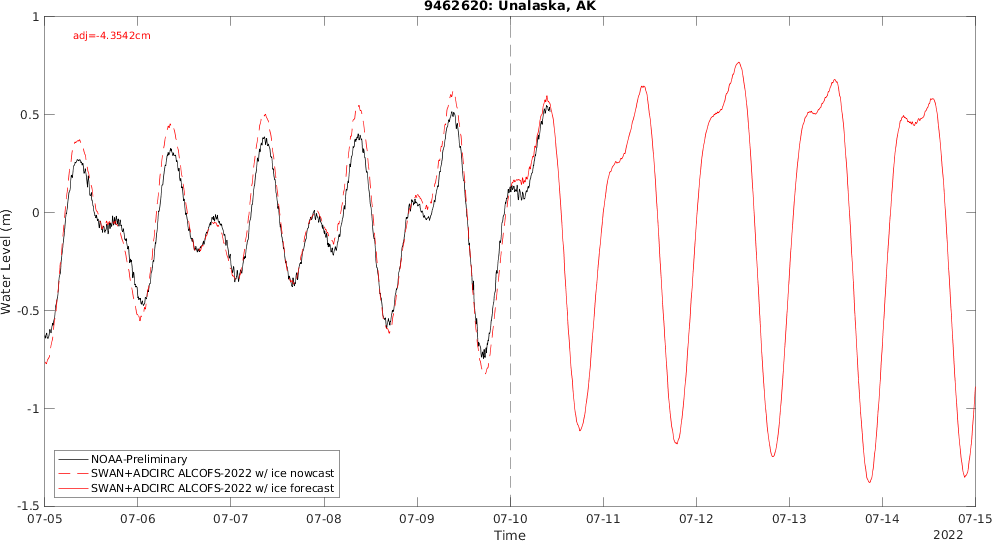 9462620: Unalaska, AK
adj=-4.3542cm
Water Level (m)
1
0.5
0
-0.5
-1
-1.5
NOAA-Preliminary
SWAN+ADCIRC ALCOFS-2022 w/ ice nowcast
SWAN+ADCIRC ALCOFS-2022 w/ ice forecast
07-05 07-06 07-07 07-08 07-09 07-10 07-11 07-12 07-13 07-14 07-15
Time
2022